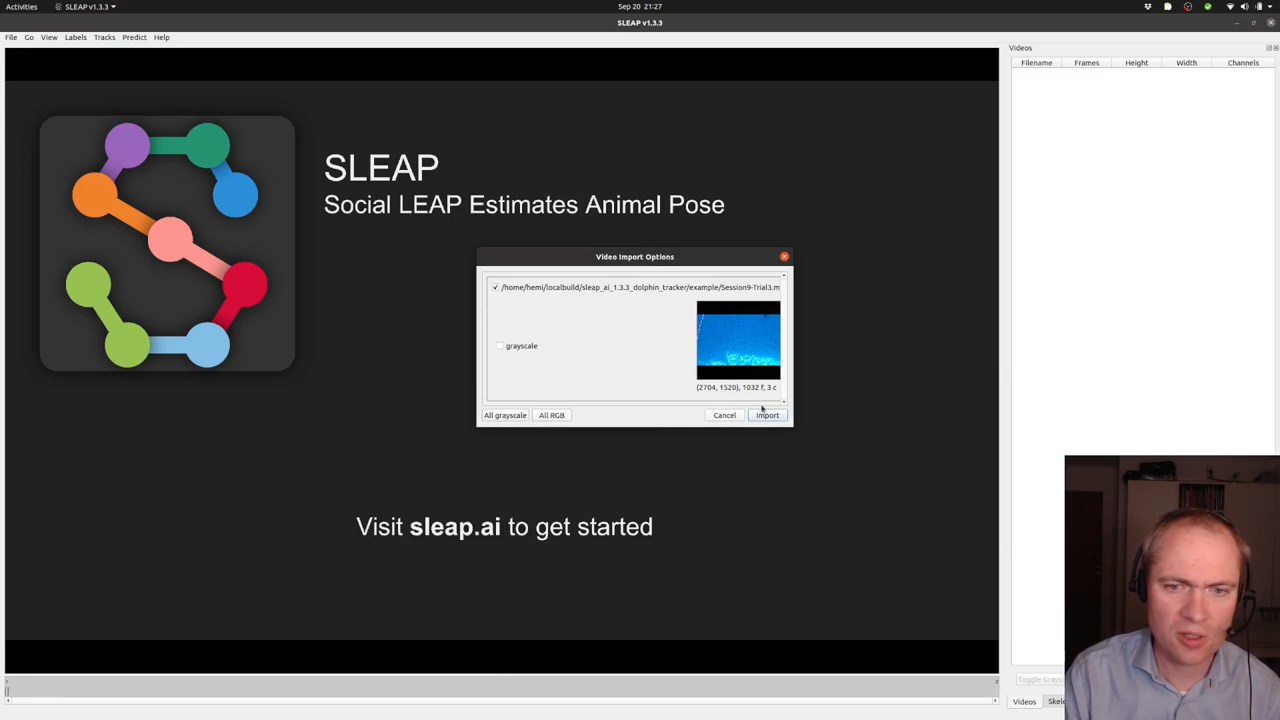 Activities
SLEAP v1.3.3
Sep 20 21:27
SLEAP v1.3.3
File Go View Labels Tracks Predict Help
Videos
Filename Frames Height Width Channels
SLEAP
Social LEAP Estimates Animal Pose
Video Import Options
/home/hemi/localbuild/sleap_ai_1.3.3_dolphin_tracker/example/Session9-Trial3.m
grayscale
(2704, 1520), 1032 f, 3 c
All grayscale All RGB Cancel Import
Visit sleap.ai to get started
Toggle Graysc
Videos Skele